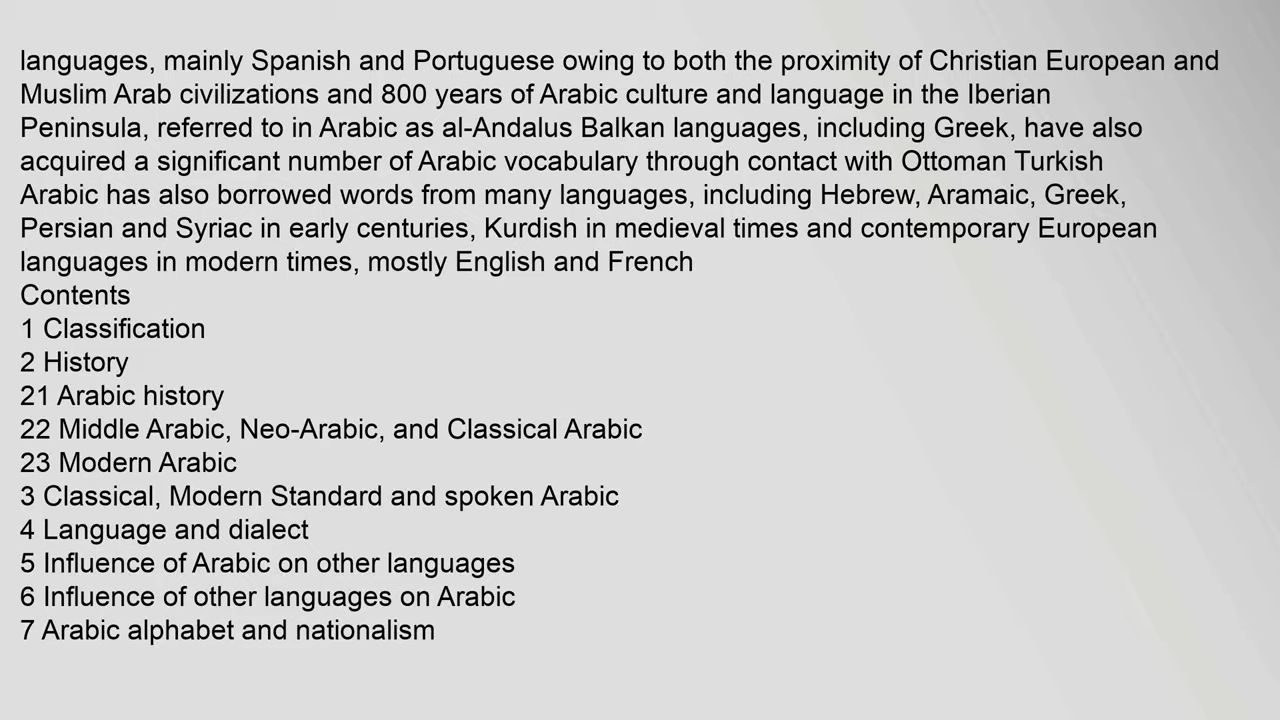 languages, mainly Spanish and Portuguese owing to both the proximity of Christian European and
Muslim Arab civilizations and 800 years of Arabic culture and language in the Iberian
Peninsula, referred to in Arabic as al-Andalus Balkan languages, including Greek, have also
acquired a significant number of Arabic vocabulary through contact with Ottoman Turkish
Arabic has also borrowed words from many languages, including Hebrew, Aramaic, Greek,
Persian and Syriac in early centuries, Kurdish in medieval times and contemporary European
languages in modern times, mostly English and French
Contents
1 Classification
2 History
21 Arabic history
22 Middle Arabic, Neo-Arabic, and Classical Arabic
23 Modern Arabic
3 Classical, Modern Standard and spoken Arabic
4 Language and dialect
5 Influence of Arabic on other languages
6 Influence of other languages on Arabic
7 Arabic alphabet and nationalism